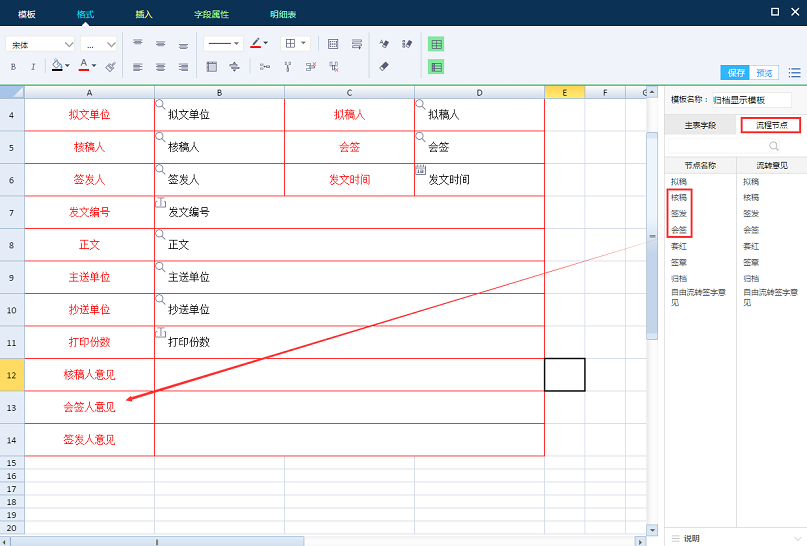 模板 格式 插入 字段属性 明细表
宋体 ...
B I A
保存 预览
A B C D E F G
4 拟文单位 拟文单位 拟稿人 拟稿人
5 核稿人 核稿人 会签 会签
6 签发人 签发人 发文时间 发文时间
7 发文编号 发文编号
8 正文 正文
9 主送单位 主送单位
10 抄送单位 抄送单位
11 打印份数 打印份数
12 核稿人意见
13 会签人意见
14 签发人意见
15
16
17
18
19
20
模板名称： 归档显示模板
主表字段 流程节点
节点名称 流转意见
拟稿 拟稿
核稿 核稿
签发 签发
会签 会签
套红 套红
签章 签章
归档 归档
自由流转签字意 自由流转签字意
见 见
说明